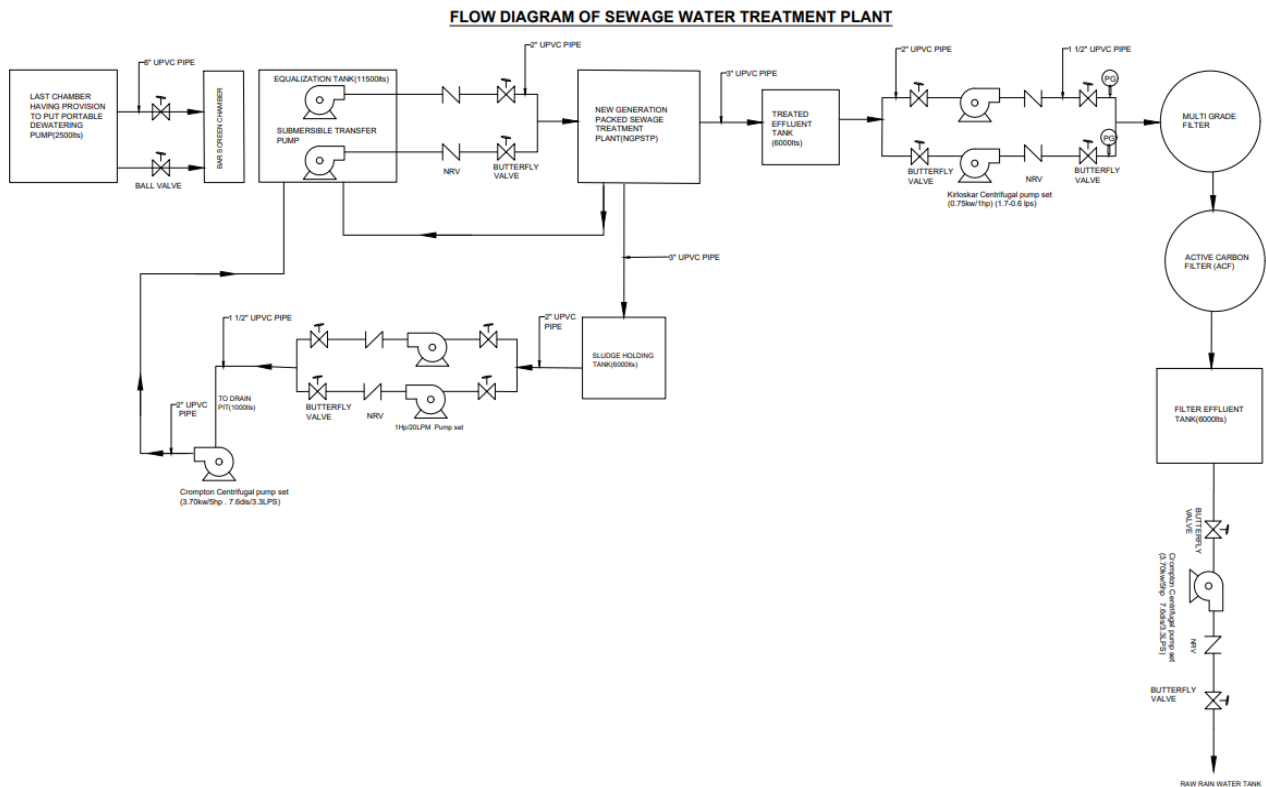 FLOW DIAGRAM OF SEWAGE WATER TREATMENT PLANT
8" UPVC PIPE
LAST CHAMBER
HAVING PROVISION
TO PUT PORTABLE
DEWATERING
PUMP(2500lts)
BALL VALVE
BAR SCREEN CHAMBER
EQUALIZATION TANK(11500lts)
SUBMERSIBLE TRANSFER
PUMP
2" UPVC PIPE
NRV
BUTTERFLY
VALVE
NEW GENERATION
PACKED SEWAGE
TREATMENT
PLANT(NGPSTP)
3" UPVC PIPE
TREATED
EFFLUENT
TANK
(6000lts)
2" UPVC PIPE
1 1/2" UPVC PIPE
PG
PG
BUTTERFLY
VALVE
NRV
BUTTERFLY
VALVE
Kirloskar Centrifugal pump set
(0.75kw/1hp) (1.7-0.6 lps)
MULTI GRADE
FILTER
ACTIVE CARBON
FILTER (ACF)
3" UPVC PIPE
SLUDGE HOLDING
TANK(6000lts)
2" UPVC
PIPE
1 1/2" UPVC PIPE
BUTTERFLY
VALVE
NRV
1Hp/20LPM Pump set
TO DRAIN
PIT(1000lts)
2" UPVC
PIPE
Crompton Centrifugal pump set
(3.70kw/5hp . 7.6dis/3.3LPS)
FILTER EFFLUENT
TANK(6000lts)
BUTTERFLY
VALVE
Crompton Centrifugal pump set
(3.70kw/5hp 7.6dis/3.3LPS)
NRV
BUTTERFLY
VALVE
RAW RAIN WATER TANK